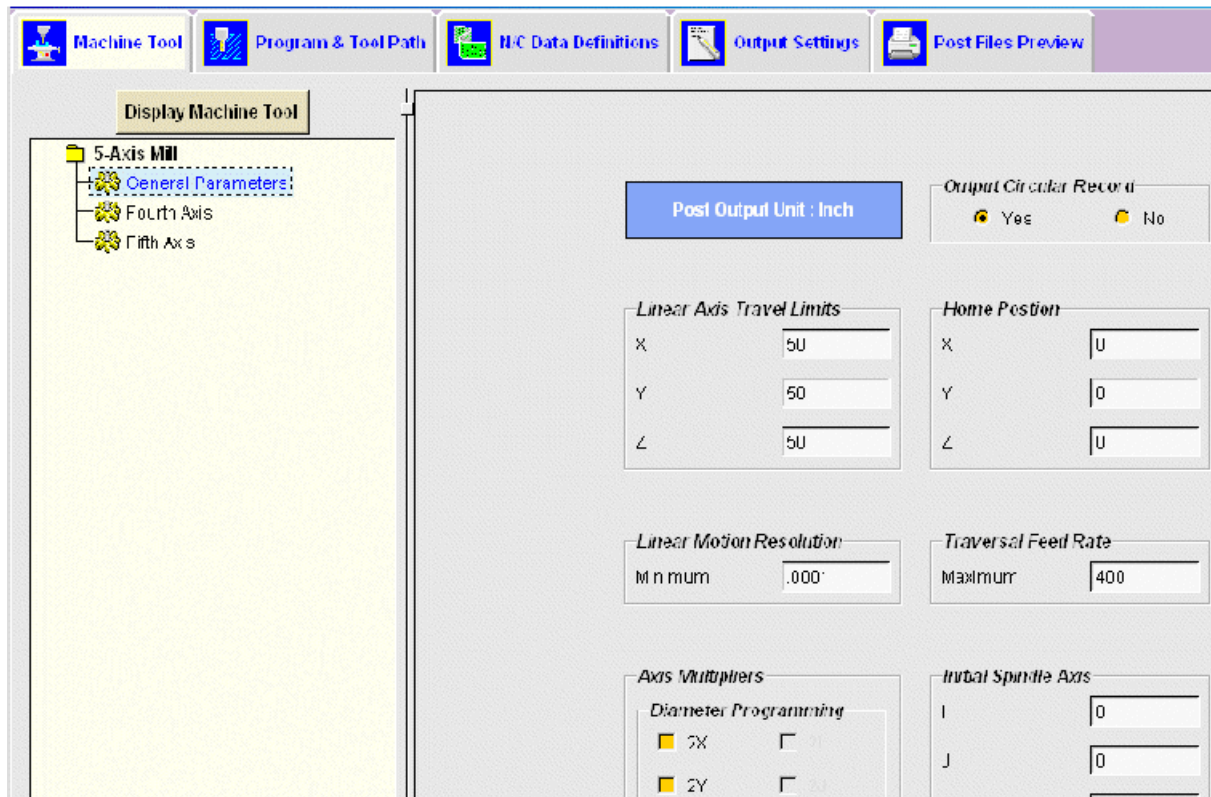 Machine Tool
Program & Tool Path
N/C Data Definitions
Output Settings
Post Files Preview
Display Machine Tool
5-Axis Mill
General Parameters
Fourth Axis
Fifth Axis
Post Output Unit : Inch
Output Circular Record
Yes No
Linear Axis Travel Limits
X 50
Y 50
Z 50
Home Postion
X 0
Y 0
Z 0
Linear Motion Resolution
Minimum .0001
Traversal Feed Rate
Maximum 400
Axis Multipliers
Diameter Programming
2X 2I
2Y 2J
Initial Spindle Axis
I 0
J 0